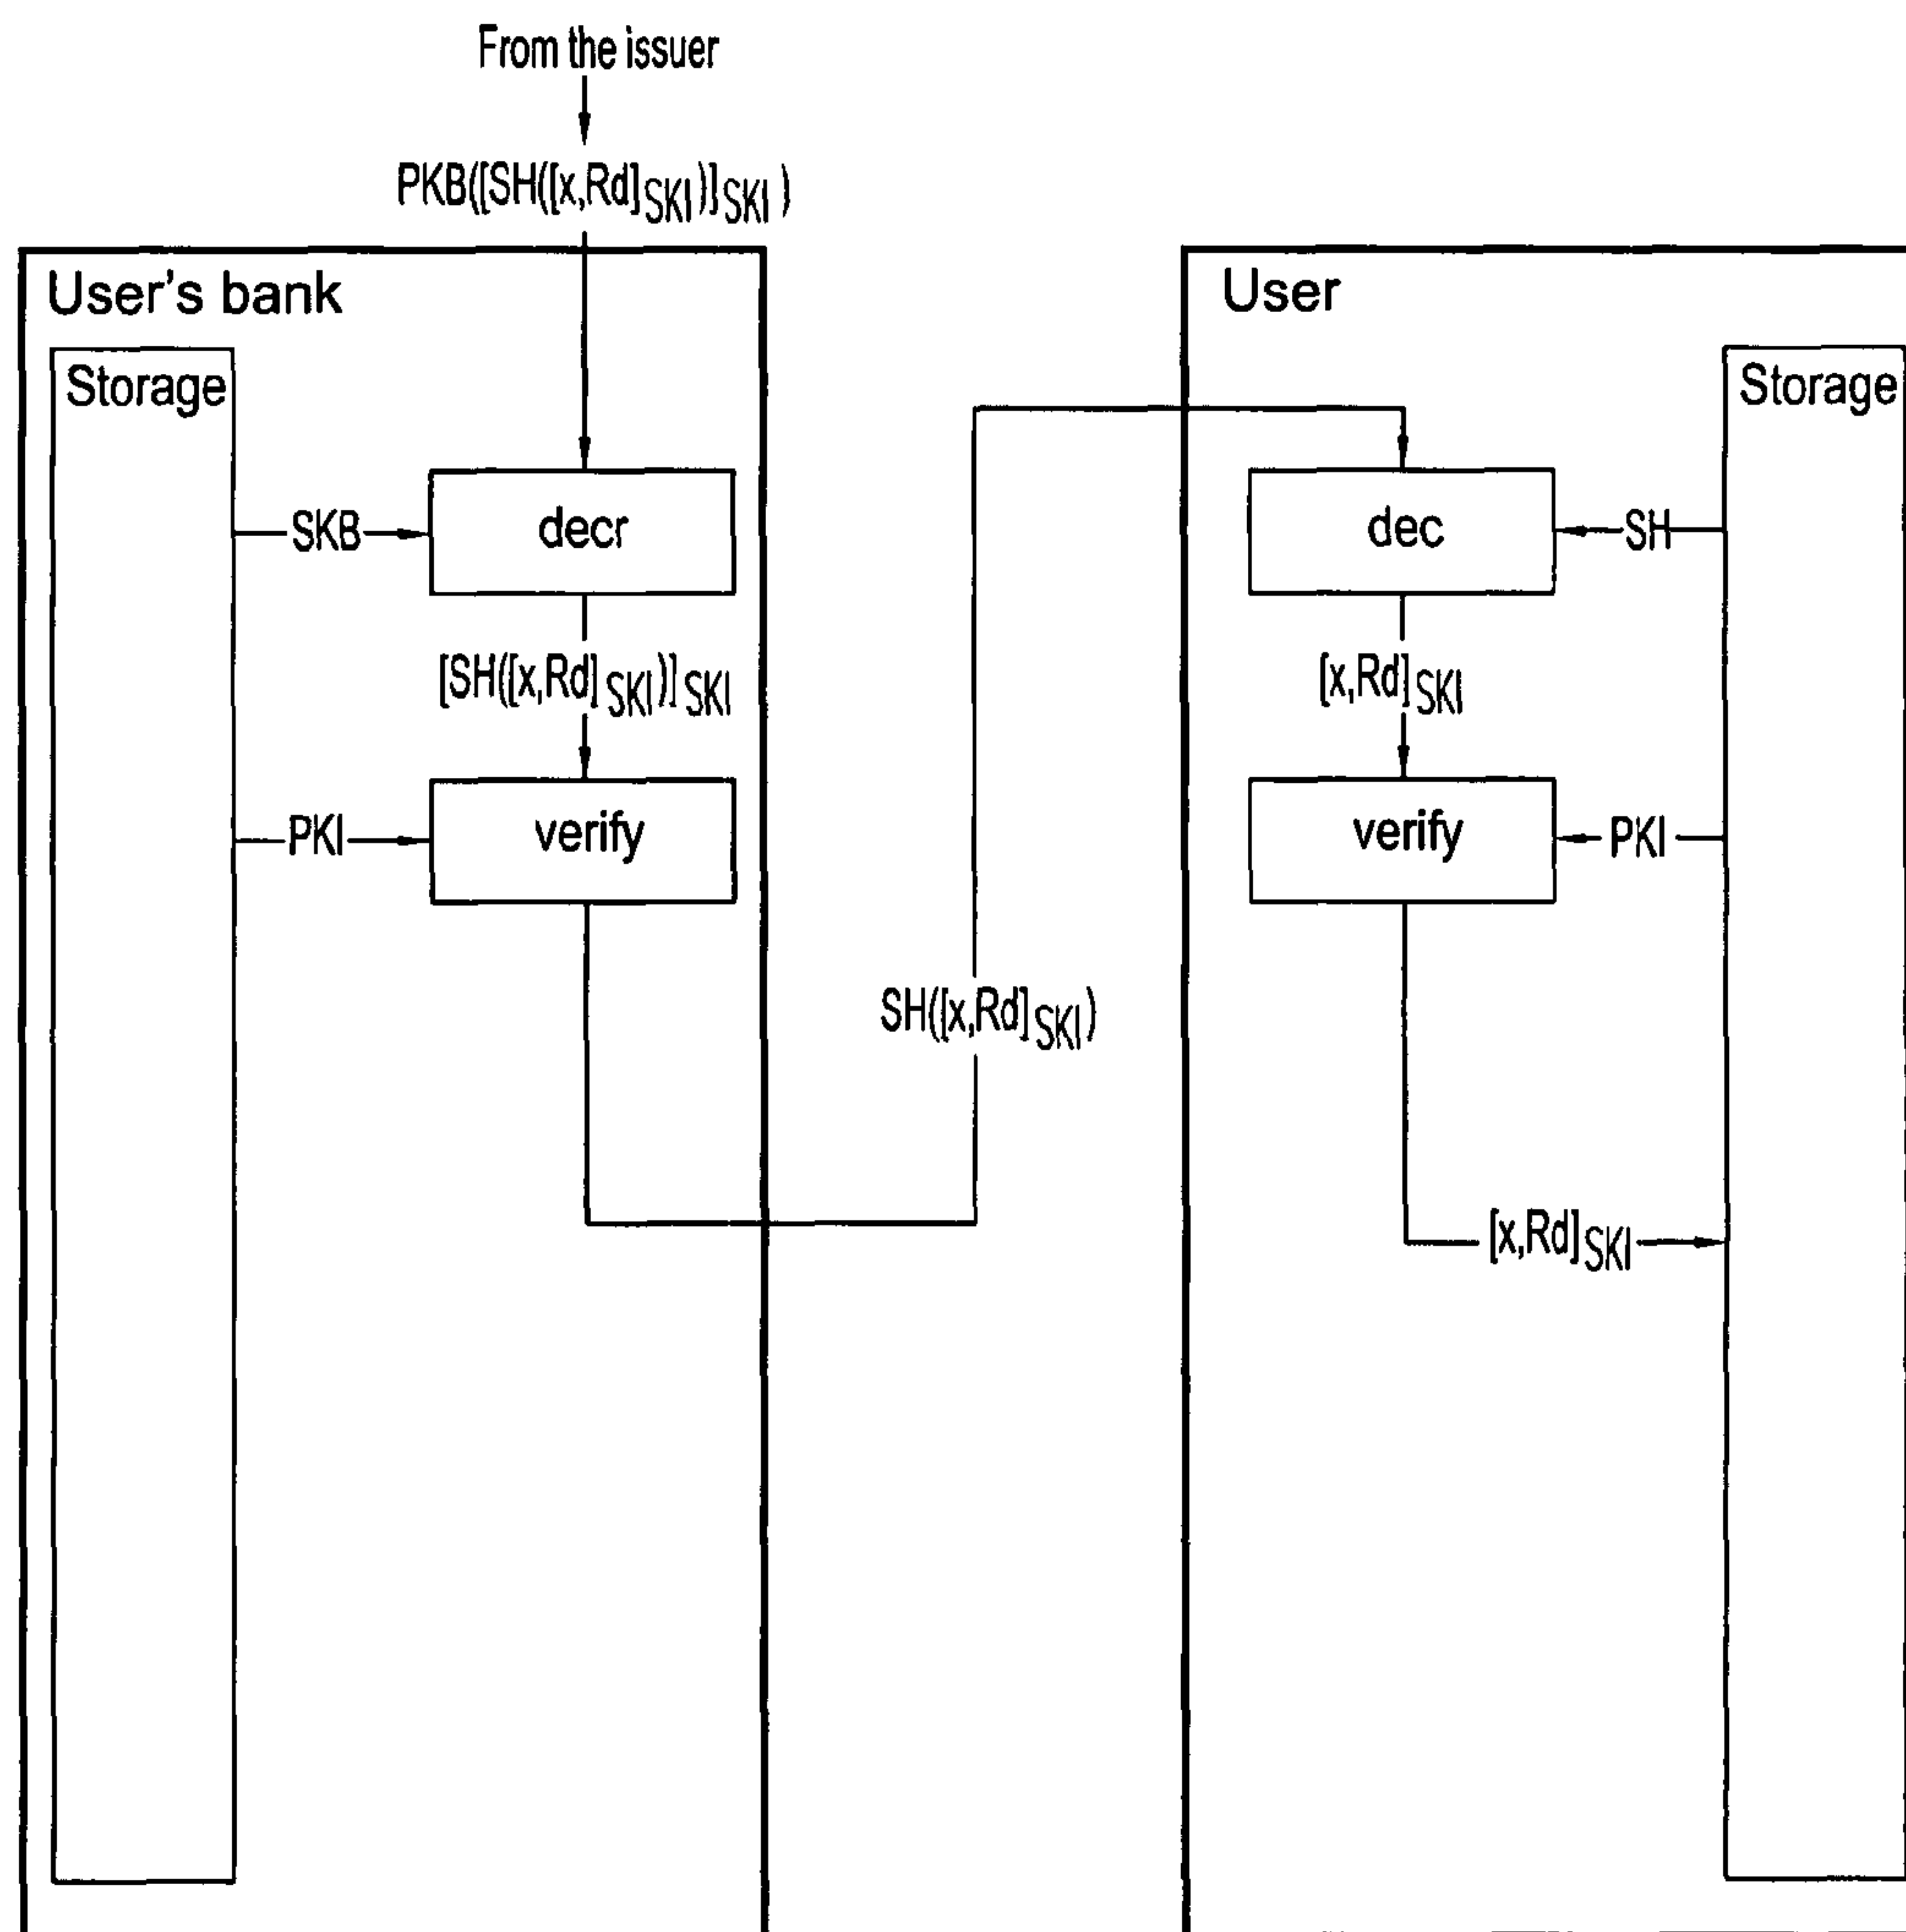 From the issuer
PKB([SH([x,Rd]SKI)]SKI)
User's bank
Storage
SKB
decr
[SH([x,Rd]SKI)]SKI
PKI
verify
SH([x,Rd]SKI)
User
Storage
dec
SH
[x,Rd]SKI
verify
PKI
[x,Rd]SKI